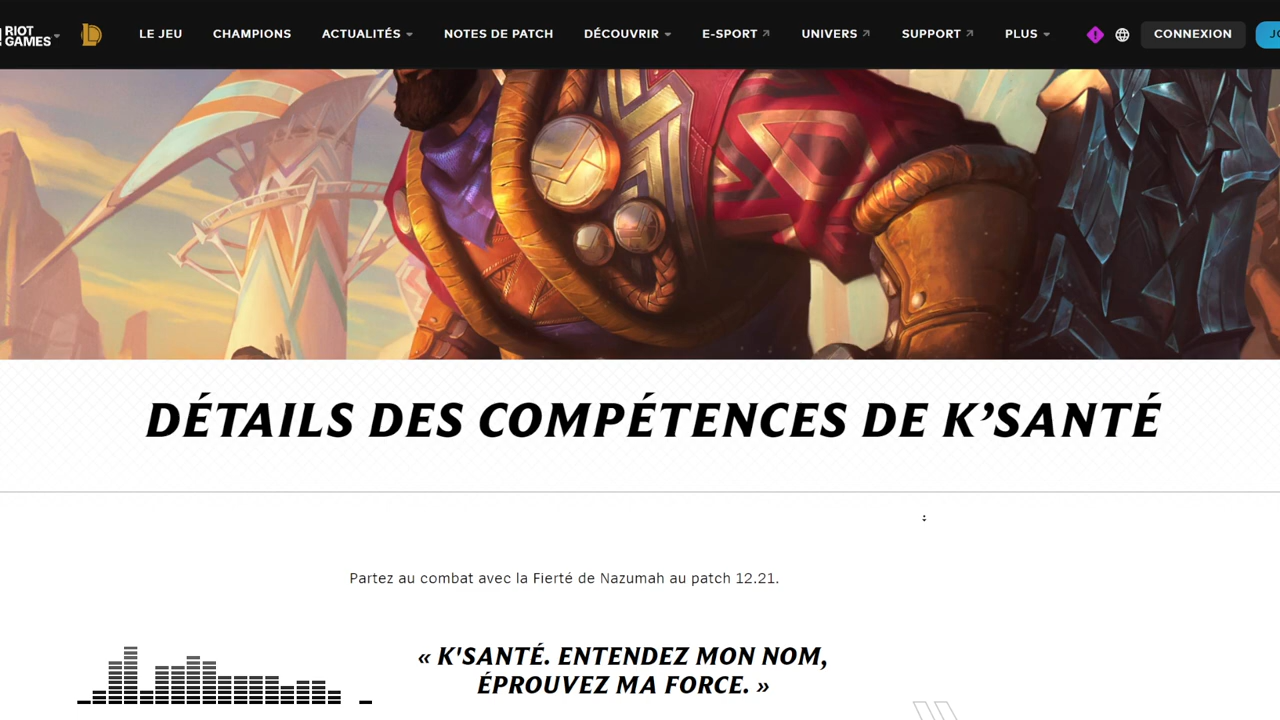 RIOT GAMES
LE JEU CHAMPIONS ACTUALITÉS NOTES DE PATCH DÉCOUVRIR E-SPORT UNIVERS SUPPORT PLUS CONNEXION
DÉTAILS DES COMPÉTENCES DE K’SANTÉ
Partez au combat avec la Fierté de Nazumah au patch 12.21.
« K'SANTÉ. ENTENDEZ MON NOM,
ÉPROUVEZ MA FORCE. »